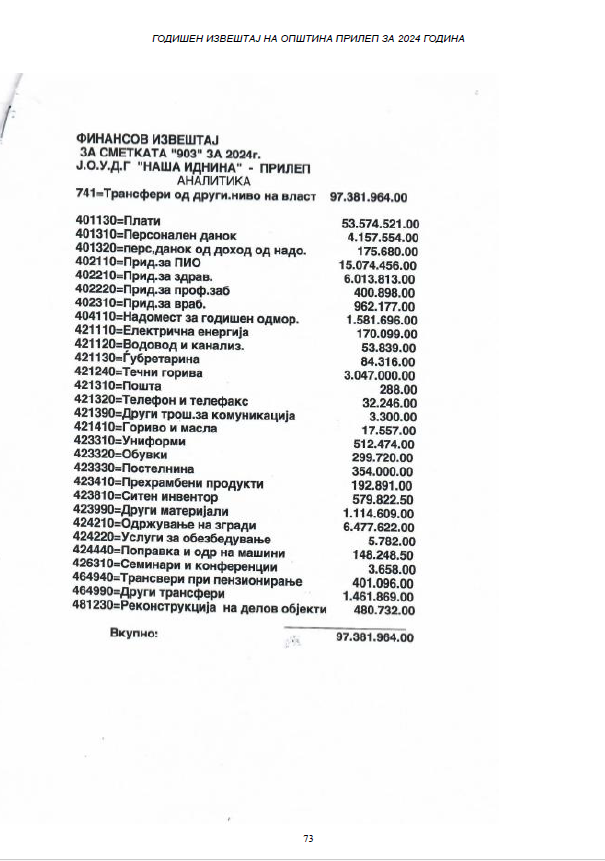 ГОДИШЕН ИЗВЕШТАЈ НА ОПШТИНА ПРИЛЕП ЗА 2024 ГОДИНА
ФИНАНСОВ ИЗВЕШТАЈ
ЗА СМЕТКАТА "903" ЗА 2024г.
Ј.О.У.Д.Г "НАША ИДНИНА" - ПРИЛЕП
АНАЛИТИКА
741=Трансфери од други.ниво на власт 97.381.964.00
401130=Плати 53.574.521.00
401310=Персонален данок 4.157.554.00
401320=перс,данок од доход од надо. 175.680.00
402110=Прид.за ПИО 15.074.456.00
402210=Прид.за здрав. 6.013.813.00
402220=Прид.за проф.заб 400.898.00
402310=Прид.за враб. 962.177.00
404110=Надомест за годишен одмор. 1.581.696.00
421110=Електрична енергија 170.099.00
421120=Водовод и канализ. 53.839.00
421130=Ѓубретарина 84.316.00
421240=Течни горива 3.047.000.00
421310=Пошта 288.00
421320=Телефон и телефакс 32.246.00
421390=Други трош.за комуникација 3.300.00
421410=Гориво и масла 17.557.00
423310=Униформи 512.474.00
423320=Обувки 299.720.00
423330=Постелнина 354.000.00
423410=Прехрамбени продукти 192.891.00
423810=Ситен инвентор 579.822.50
423990=Други материјали 1.114.609.00
424210=Одржување на згради 6.477.622.00
424220=Услуги за обезбедување 5.782.00
424440=Поправка и одр на машини 148.248.50
426310=Семинари и конференции 3.658.00
464940=Трансвери при пензионирање 401.096.00
464990=Други трансфери 1.461.869.00
481230=Реконструкција на делов објекти 480.732.00
Вкупно: 97.381.964.00
73